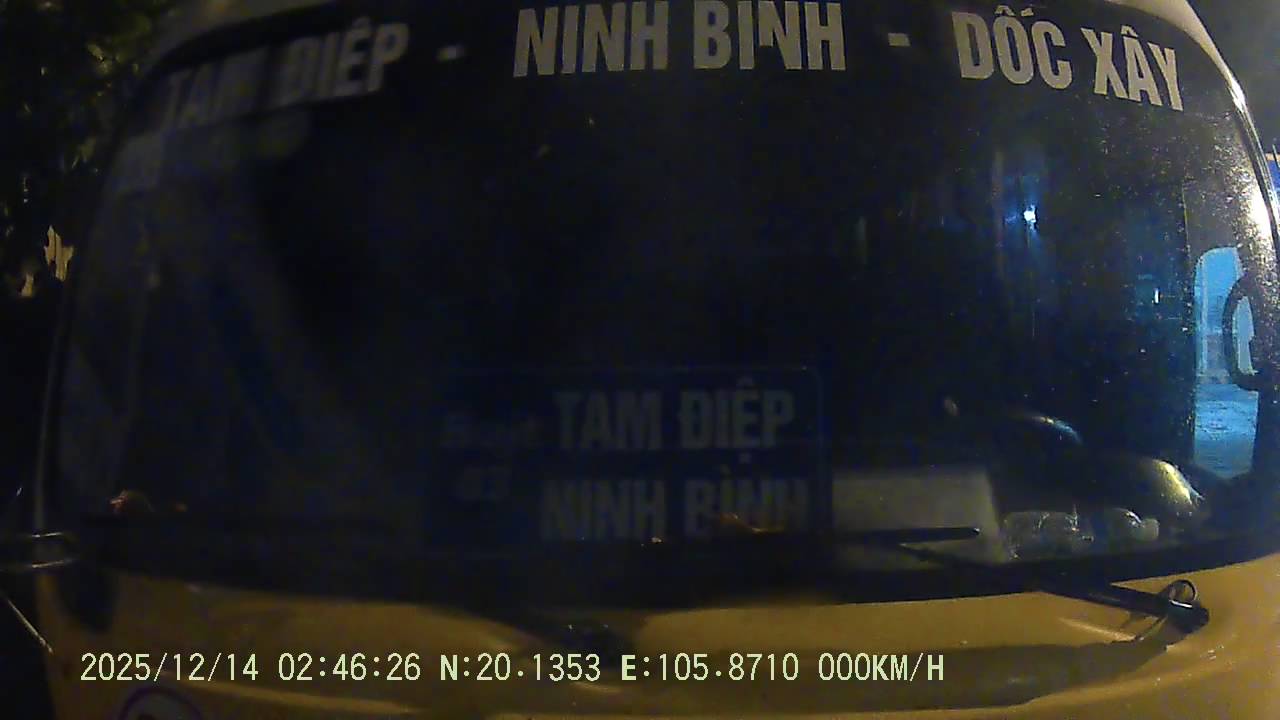 TAM ĐIỆP - NINH BÌNH - DỐC XÂY
TAM ĐIỆP
NINH BÌNH
2025/12/14 02:46:26 N:20.1353 E:105.8710 000KM/H